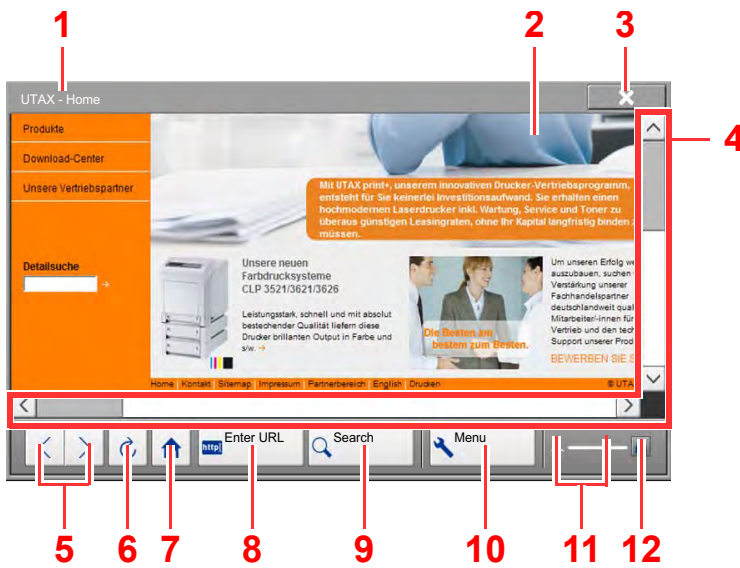 1 2 3
UTAX - Home
4
Produkte
Download-Center
Unsere Vertriebspartner
Detailsuche
Mit UTAX print+, unserem innovativen Drucker-Vertriebsprogramm,
entsteht für Sie keinerlei Investitionsaufwand. Sie erhalten einen
hochmodernen Laserdrucker inkl. Wartung, Service und Toner zu
überaus günstigen Leasingraten, ohne Ihr Kapital langfristig binden z
müssen.
Unsere neuen
Farbdrucksysteme
CLP 3521/3621/3626
Leistungsstark, schnell und mit absolut
bestechender Qualität liefern diese
Drucker brillanten Output in Farbe und
s/w. →
Die Besten am
bestem zum Besten.
Um unseren Erfolg we
auszubauen, suchen
Verstärkung unserer
Fachhandelspartner
deutschlandweit qual
Mitarbeiter/-innen für
Vertrieb und den tech
Support unserer Prod
BEWERBEN SIE S
Home | Kontakt | Sitemap | Impressum | Partnerbereich | English | Drucken © UTA
http Enter URL Search Menu
5 6 7 8 9 10 11 12